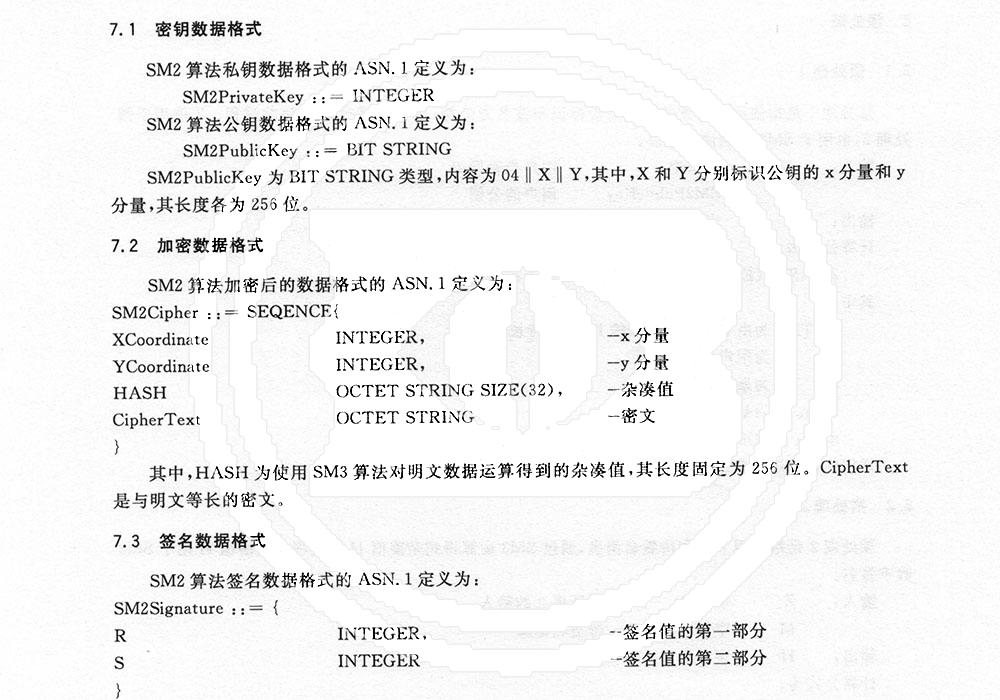 7.1 密钥数据格式
SM2 算法私钥数据格式的 ASN.1 定义为：
SM2PrivateKey ::= INTEGER
SM2 算法公钥数据格式的 ASN.1 定义为：
SM2PublicKey ::= BIT STRING
SM2PublicKey 为 BIT STRING 类型，内容为 04‖X‖Y，其中，X 和 Y 分别标识公钥的 x 分量和 y
分量，其长度各为 256 位。
7.2 加密数据格式
SM2 算法加密后的数据格式的 ASN.1 定义为：
SM2Cipher ::= SEQENCE{
XCoordinate INTEGER, —x 分量
YCoordinate INTEGER, —y 分量
HASH OCTET STRING SIZE(32), —杂凑值
CipherText OCTET STRING —密文
}
其中，HASH 为使用 SM3 算法对明文数据运算得到的杂凑值，其长度固定为 256 位。CipherText
是与明文等长的密文。
7.3 签名数据格式
SM2 算法签名数据格式的 ASN.1 定义为：
SM2Signature ::= {
R INTEGER, --签名值的第一部分
S INTEGER --签名值的第二部分
}